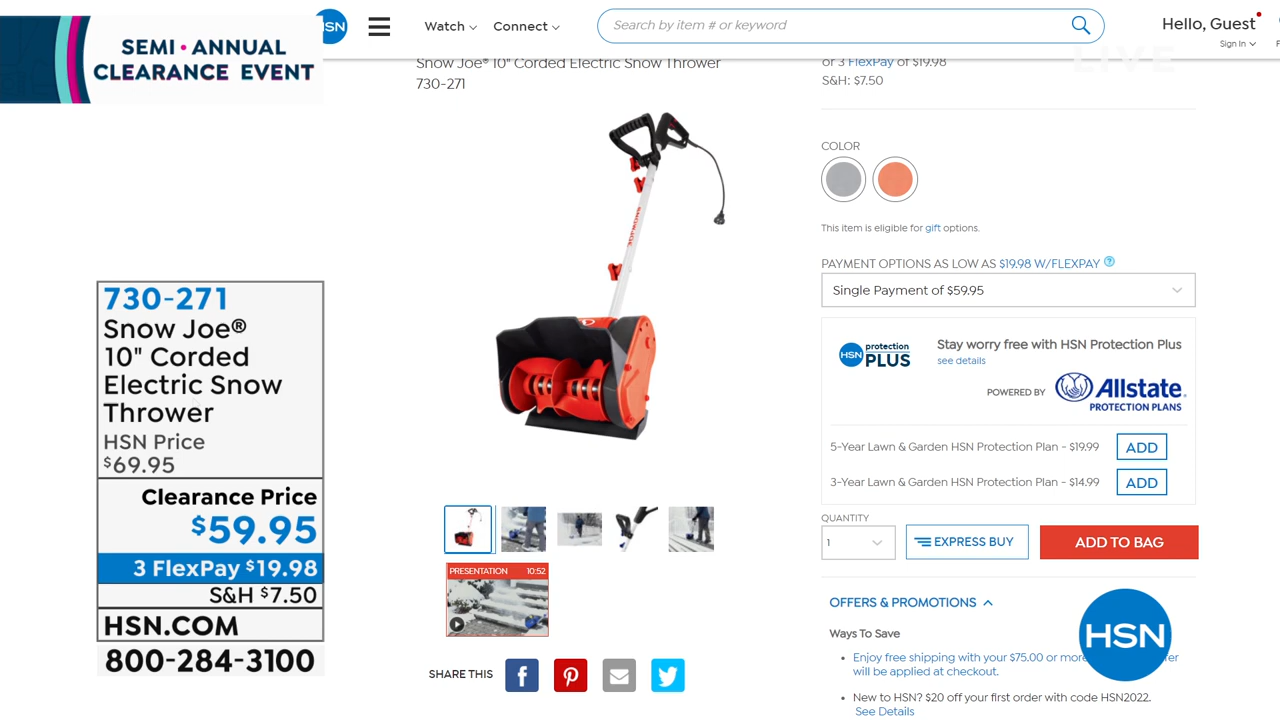 SEMI • ANNUAL
CLEARANCE EVENT
HSN
Watch
Connect
Search by item # or keyword
Hello, Guest
Sign In
LIVE
Snow Joe® 10" Corded Electric Snow Thrower
730-271
or 3 FlexPay of $19.98
S&H: $7.50
COLOR
This item is eligible for gift options.
PAYMENT OPTIONS AS LOW AS $19.98 W/FLEXPAY ?
Single Payment of $59.95
HSN protection PLUS
Stay worry free with HSN Protection Plus
see details
POWERED BY Allstate
PROTECTION PLANS
5-Year Lawn & Garden HSN Protection Plan - $19.99 ADD
3-Year Lawn & Garden HSN Protection Plan - $14.99 ADD
QUANTITY
1
EXPRESS BUY
ADD TO BAG
OFFERS & PROMOTIONS
Ways To Save
Enjoy free shipping with your $75.00 or more
will be applied at checkout.
New to HSN? $20 off your first order with code HSN2022.
See Details
HSN
SNOWJOE
PRESENTATION 10:52
SHARE THIS
730-271
Snow Joe®
10" Corded
Electric Snow
Thrower
HSN Price
$69.95
Clearance Price
$59.95
3 FlexPay $19.98
S&H $7.50
HSN.COM
800-284-3100